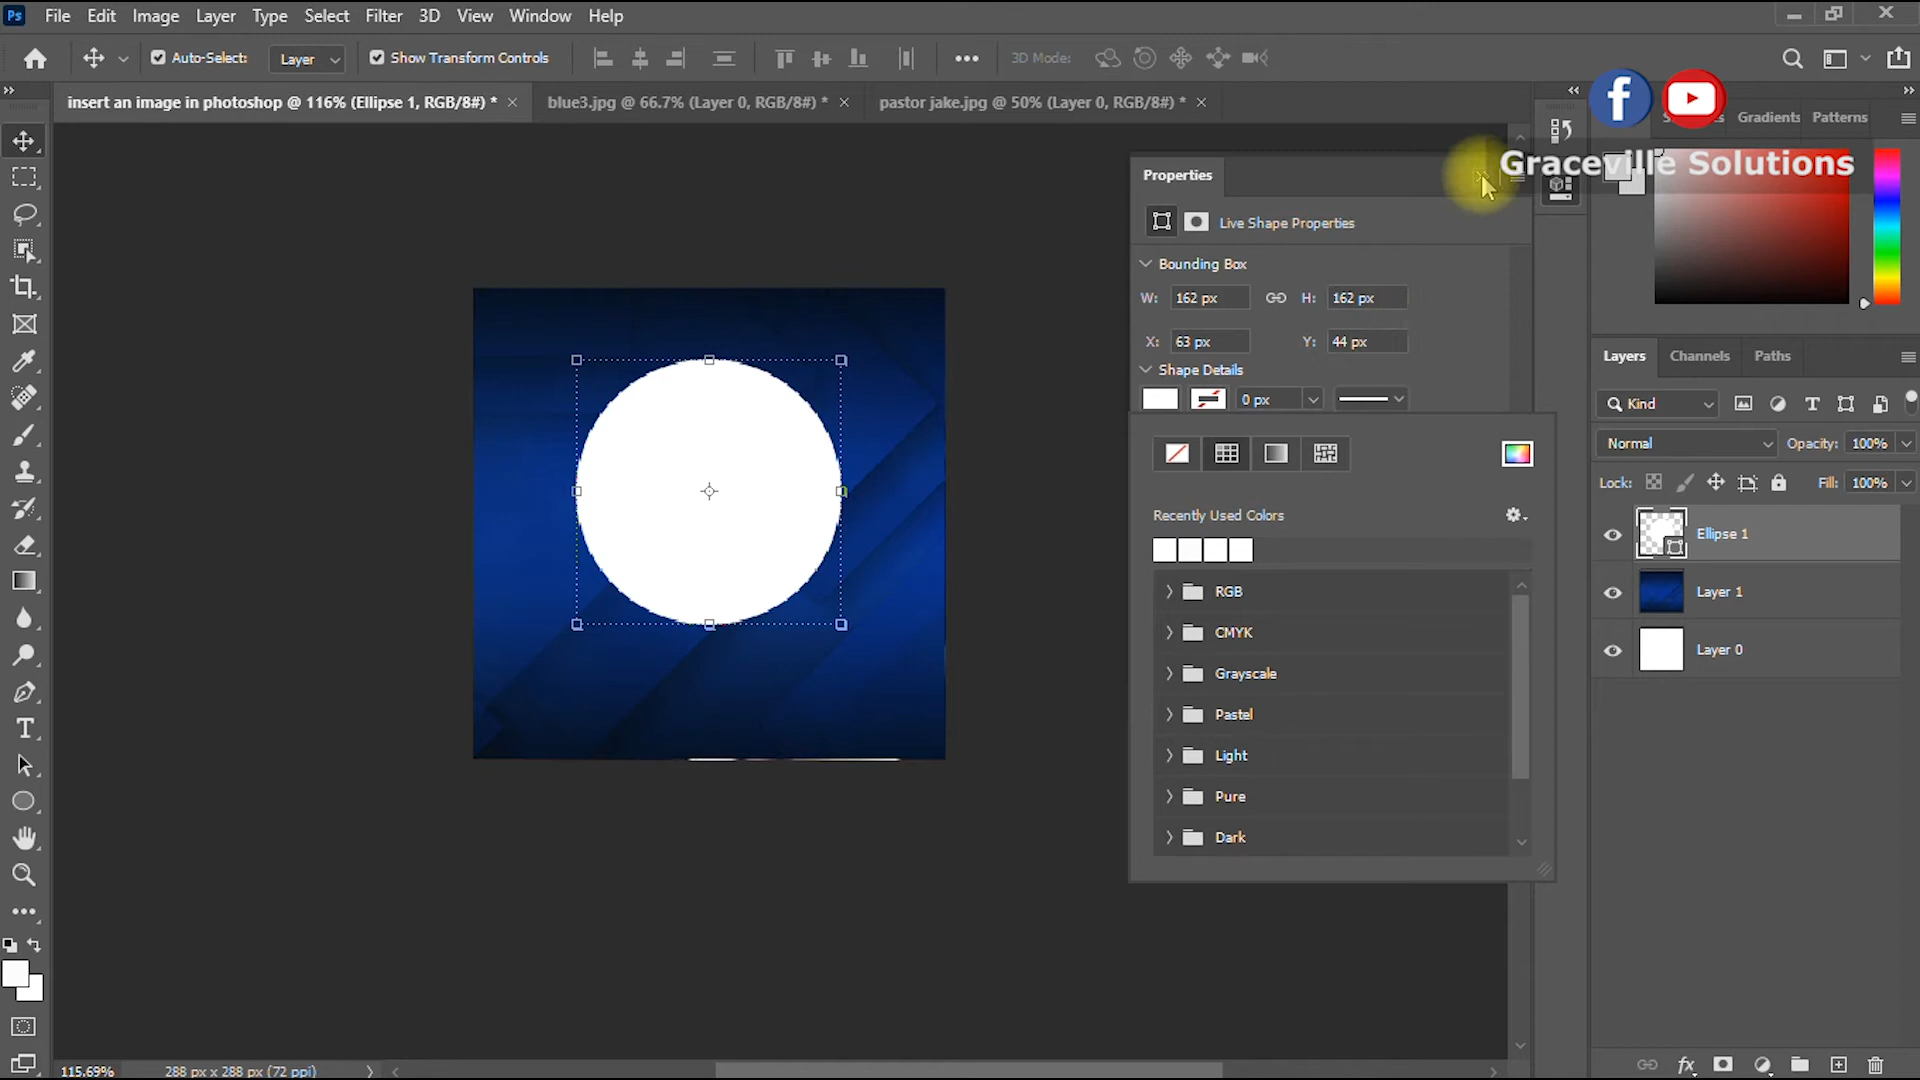 Ps File Edit Image Layer Type Select Filter 3D View Window Help
Auto-Select: Layer Show Transform Controls 3D Mode:
insert an image in photoshop @ 116% (Ellipse 1, RGB/8#) * blue3.jpg @ 66.7% (Layer 0, RGB/8#) * pastor jake.jpg @ 50% (Layer 0, RGB/8#) *
Gradients Patterns
Graceville Solutions
Properties
Live Shape Properties
Bounding Box
W: 162 px H: 162 px
X: 63 px Y: 44 px
Shape Details
0 px
Recently Used Colors
RGB
CMYK
Grayscale
Pastel
Light
Pure
Dark
Layers Channels Paths
Kind
Normal Opacity: 100%
Lock: Fill: 100%
Ellipse 1
Layer 1
Layer 0
115.69% 288 px x 288 px (72 ppi)